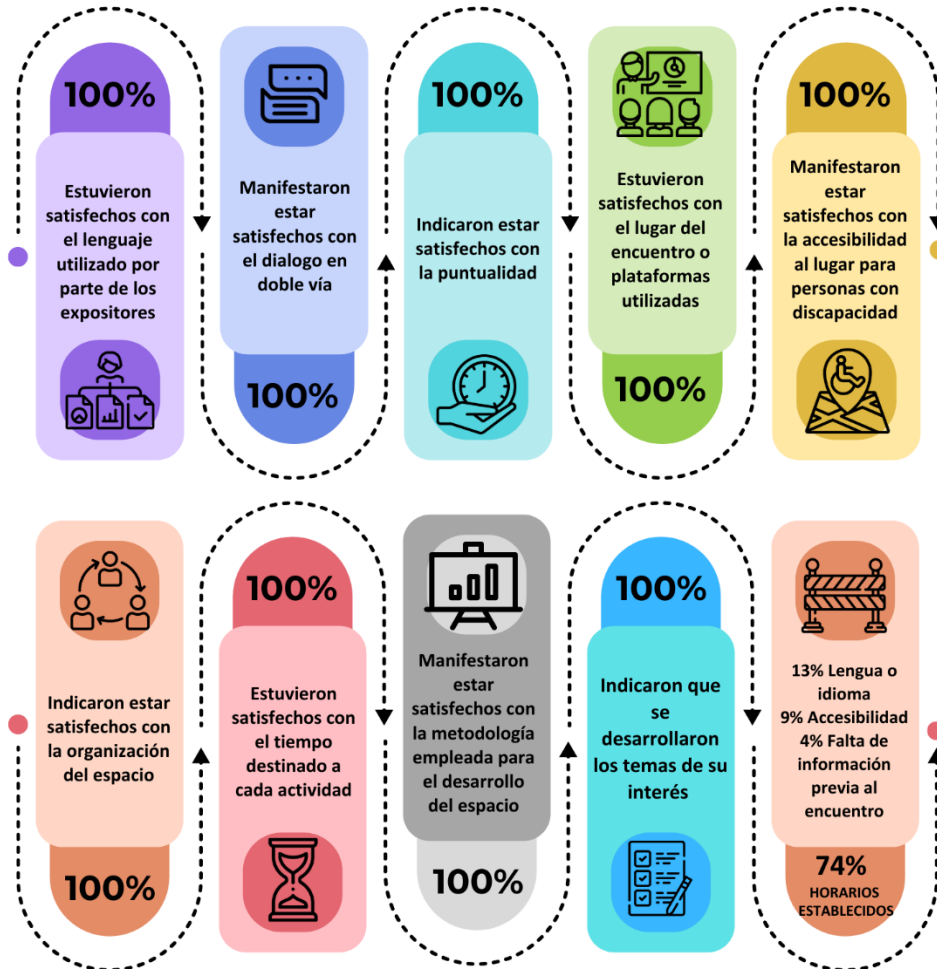 100%
Estuvieron
satisfechos con
el lenguaje
utilizado por
parte de los
expositores
Manifestaron
estar
satisfechos con
el dialogo en
doble vía
100%
100%
Indicaron estar
satisfechos con
la puntualidad
Estuvieron
satisfechos con
el lugar del
encuentro o
plataformas
utilizadas
100%
100%
Manifestaron
estar
satisfechos con
la accesibilidad
al lugar para
personas con
discapacidad
Indicaron estar
satisfechos con
la organización
del espacio
100%
100%
Estuvieron
satisfechos con
el tiempo
destinado a
cada actividad
Manifestaron
estar
satisfechos con
la metodología
empleada para
el desarrollo
del espacio
100%
100%
Indicaron que
se
desarrollaron
los temas de su
interés
13% Lengua o
idioma
9% Accesibilidad
4% Falta de
información
previa al
encuentro
74%
HORARIOS
ESTABLECIDOS